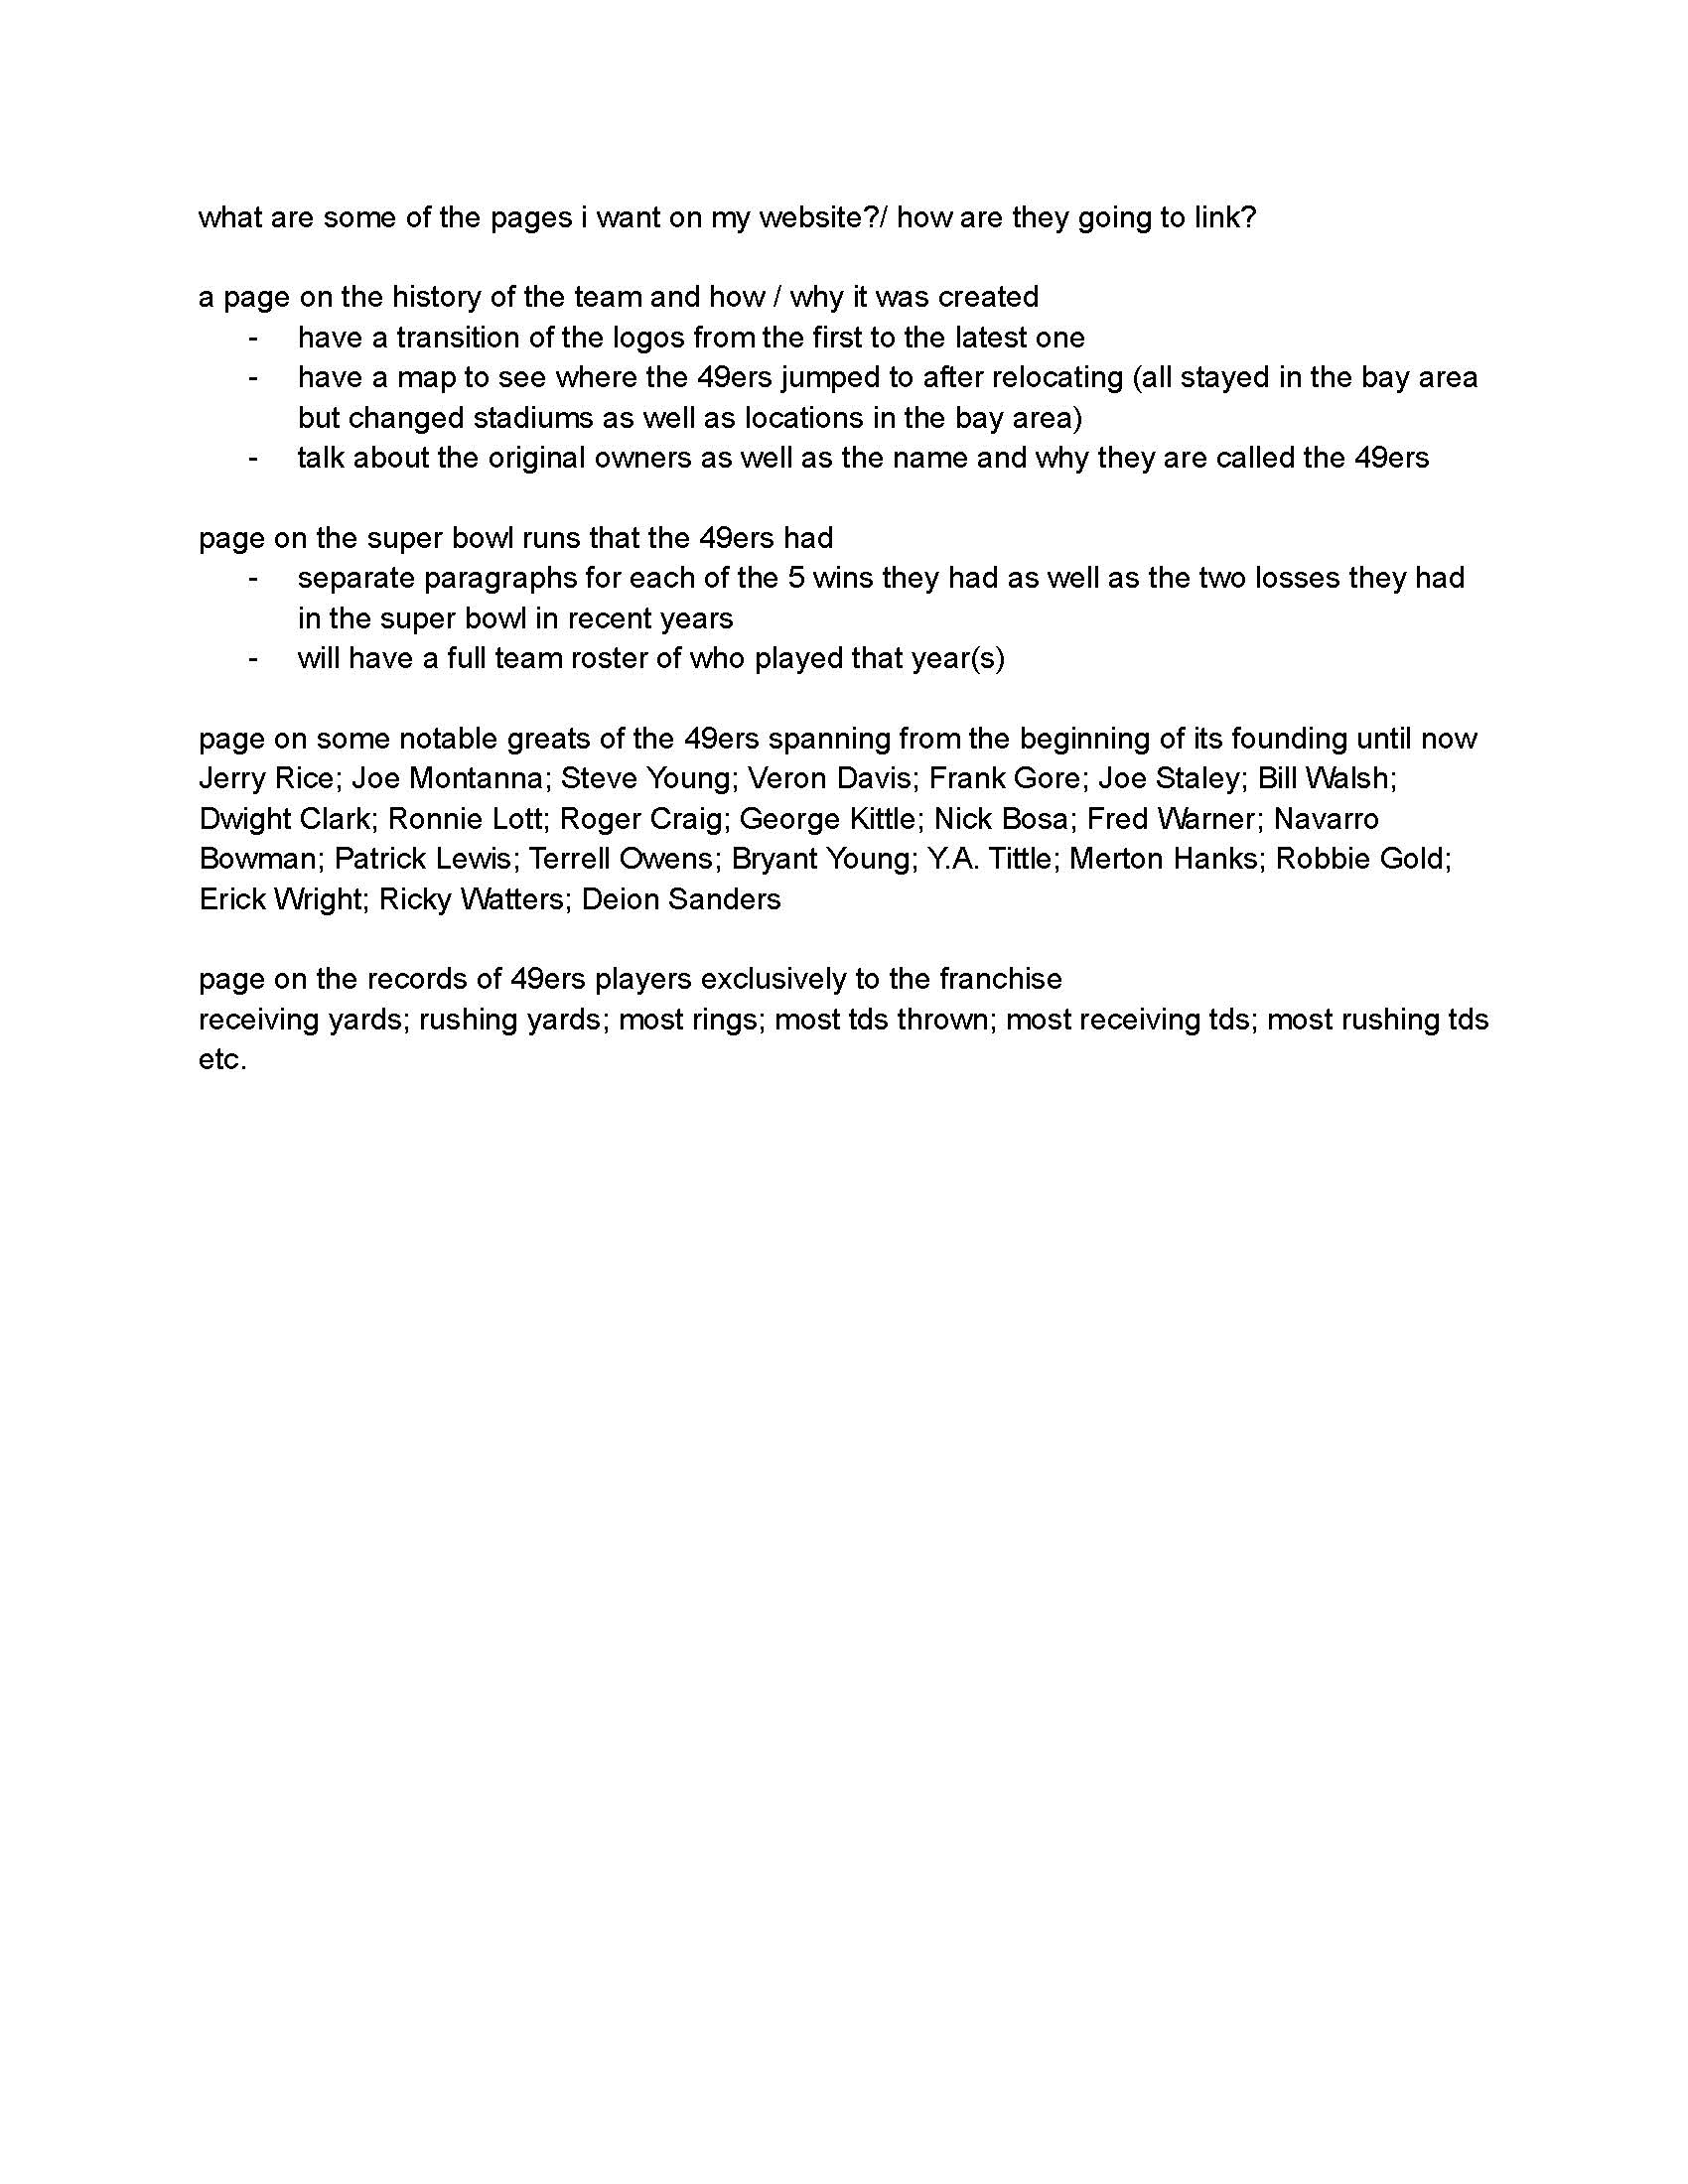 what are some of the pages i want on my website?/ how are they going to link?
a page on the history of the team and how / why it was created
- have a transition of the logos from the first to the latest one
- have a map to see where the 49ers jumped to after relocating (all stayed in the bay area
but changed stadiums as well as locations in the bay area)
- talk about the original owners as well as the name and why they are called the 49ers
page on the super bowl runs that the 49ers had
- separate paragraphs for each of the 5 wins they had as well as the two losses they had
in the super bowl in recent years
- will have a full team roster of who played that year(s)
page on some notable greats of the 49ers spanning from the beginning of its founding until now
Jerry Rice; Joe Montanna; Steve Young; Veron Davis; Frank Gore; Joe Staley; Bill Walsh;
Dwight Clark; Ronnie Lott; Roger Craig; George Kittle; Nick Bosa; Fred Warner; Navarro
Bowman; Patrick Lewis; Terrell Owens; Bryant Young; Y.A. Tittle; Merton Hanks; Robbie Gold;
Erick Wright; Ricky Watters; Deion Sanders
page on the records of 49ers players exclusively to the franchise
receiving yards; rushing yards; most rings; most tds thrown; most receiving tds; most rushing tds
etc.